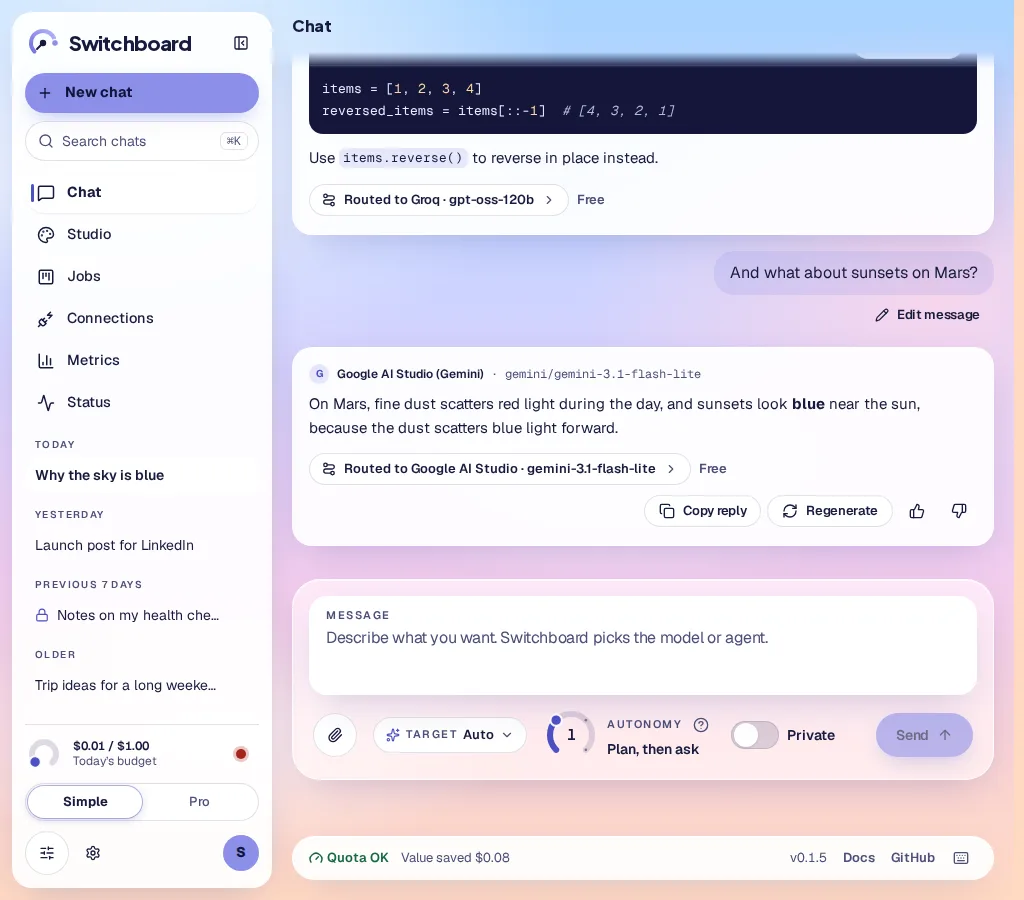 Switchboard
New chat
Search chats
⌘K
Chat
Studio
Jobs
Connections
Metrics
Status
TODAY
Why the sky is blue
YESTERDAY
Launch post for LinkedIn
PREVIOUS 7 DAYS
Notes on my health che...
OLDER
Trip ideas for a long weeke...
$0.01 / $1.00
Today's budget
Simple
Pro
S
Chat
items = [1, 2, 3, 4]
reversed_items = items[::-1]  # [4, 3, 2, 1]
Use items.reverse() to reverse in place instead.
Routed to Groq · gpt-oss-120b
Free
And what about sunsets on Mars?
Edit message
G Google AI Studio (Gemini) · gemini/gemini-3.1-flash-lite
On Mars, fine dust scatters red light during the day, and sunsets look blue near the sun,
because the dust scatters blue light forward.
Routed to Google AI Studio · gemini-3.1-flash-lite
Free
Copy reply
Regenerate
MESSAGE
Describe what you want. Switchboard picks the model or agent.
TARGET Auto
1
AUTONOMY
Plan, then ask
Private
Send
Quota OK
Value saved $0.08
v0.1.5
Docs
GitHub